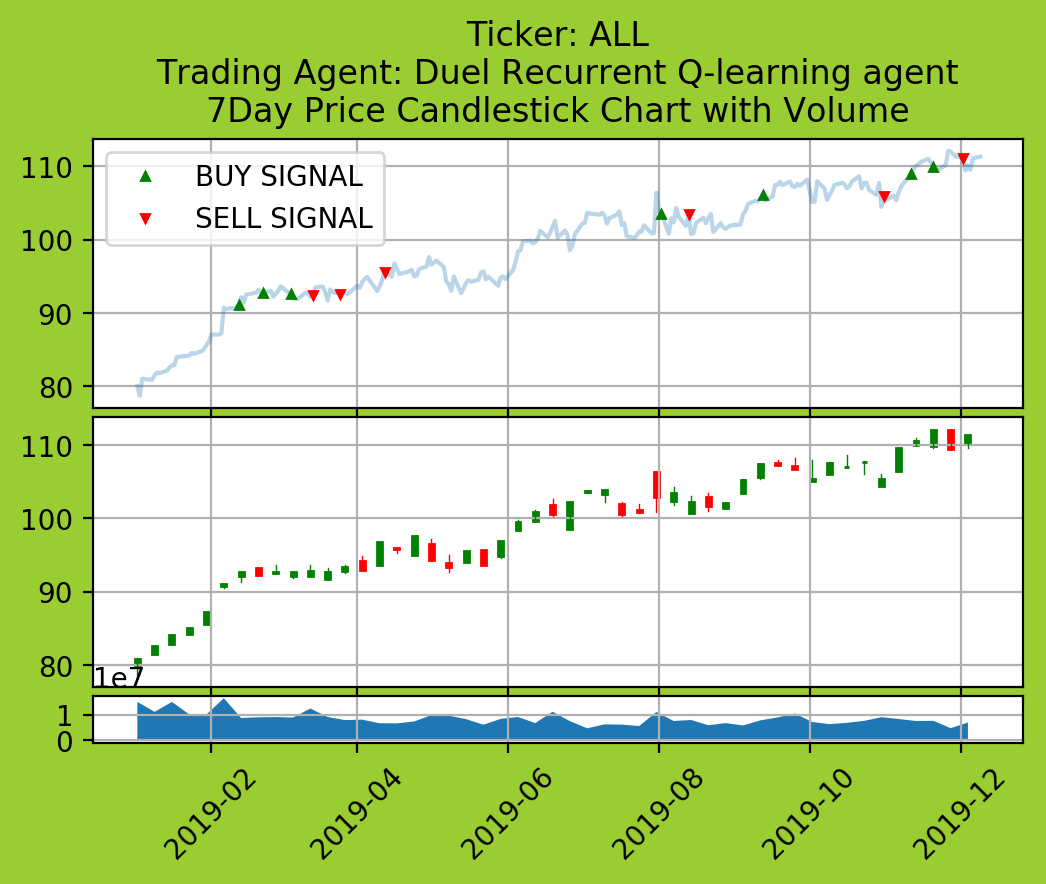 Ticker: ALL
Trading Agent: Duel Recurrent Q-learning agent
7Day Price Candlestick Chart with Volume
BUY SIGNAL
SELL SIGNAL
110
100
90
80
110
100
90
80
1e7
1
0
2019-02
2019-04
2019-06
2019-08
2019-10
2019-12